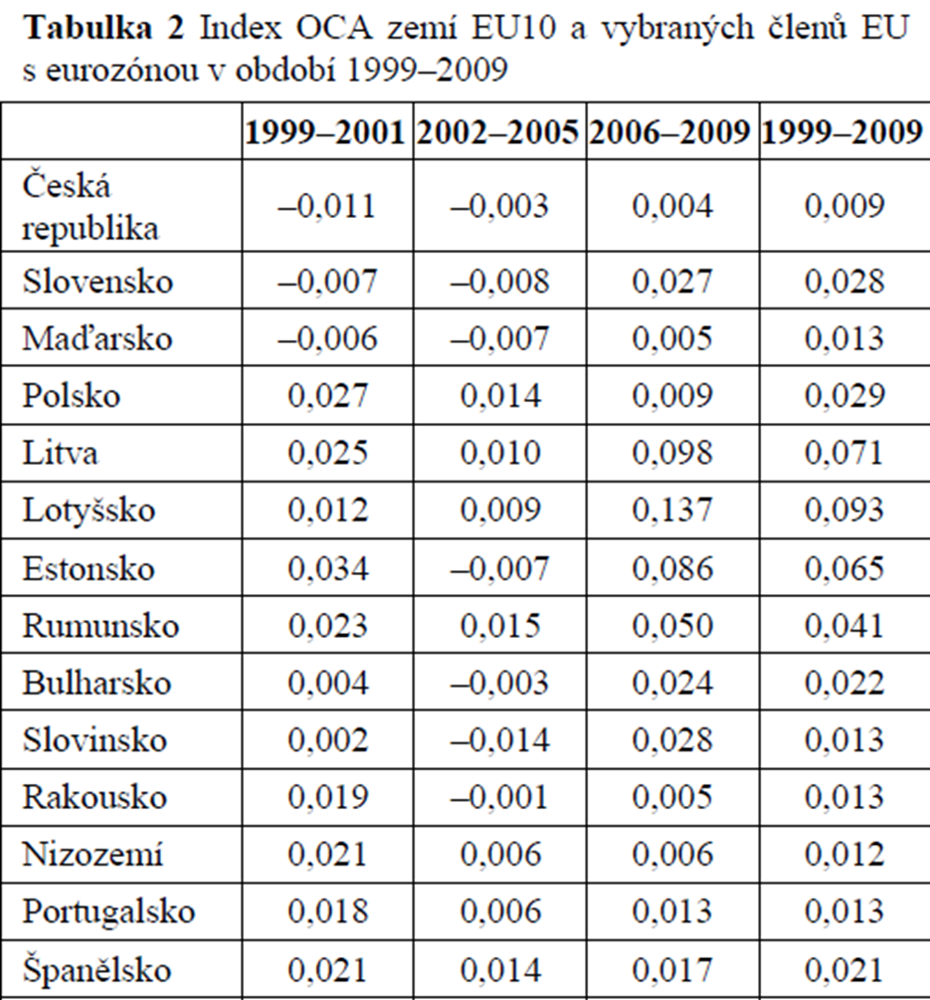 Tabulka 2 Index OCA zemí EU10 a vybraných členů EU
s eurozónou v období 1999–2009
1999–2001 2002–2005 2006–2009 1999–2009
Česká
republika –0,011 –0,003 0,004 0,009
Slovensko –0,007 –0,008 0,027 0,028
Maďarsko –0,006 –0,007 0,005 0,013
Polsko 0,027 0,014 0,009 0,029
Litva 0,025 0,010 0,098 0,071
Lotyšsko 0,012 0,009 0,137 0,093
Estonsko 0,034 –0,007 0,086 0,065
Rumunsko 0,023 0,015 0,050 0,041
Bulharsko 0,004 –0,003 0,024 0,022
Slovinsko 0,002 –0,014 0,028 0,013
Rakousko 0,019 –0,001 0,005 0,013
Nizozemí 0,021 0,006 0,006 0,012
Portugalsko 0,018 0,006 0,013 0,013
Španělsko 0,021 0,014 0,017 0,021